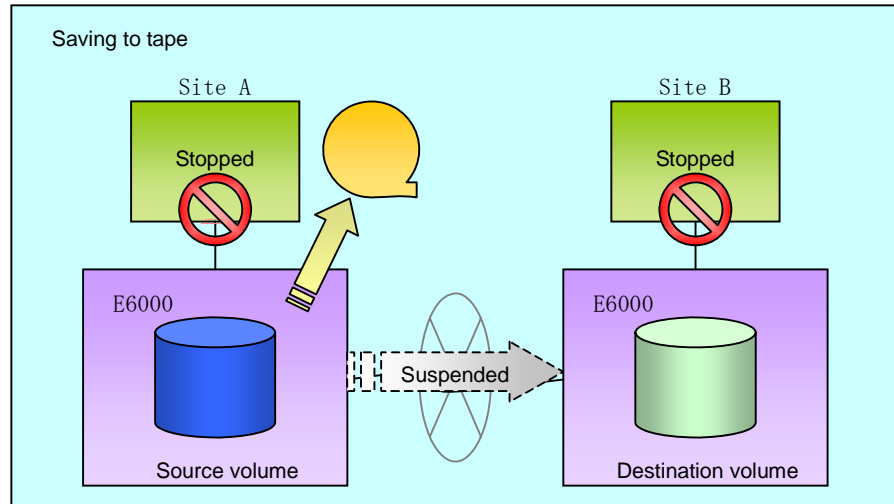 Saving to tape
Site A
Site B
Stopped
Stopped
E6000
E6000
Suspended
Source volume
Destination volume